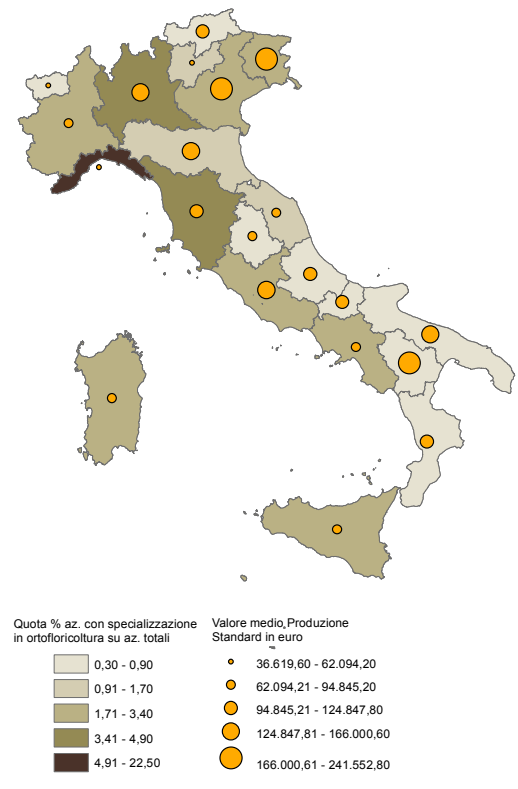 Quota % az. con specializzazione
in ortofloricoltura su az. totali
0,30 - 0,90
0,91 - 1,70
1,71 - 3,40
3,41 - 4,90
4,91 - 22,50
Valore medio Produzione
Standard in euro
36.619,60 - 62.094,20
62.094,21 - 94.845,20
94.845,21 - 124.847,80
124.847,81 - 166.000,60
166.000,61 - 241.552,80